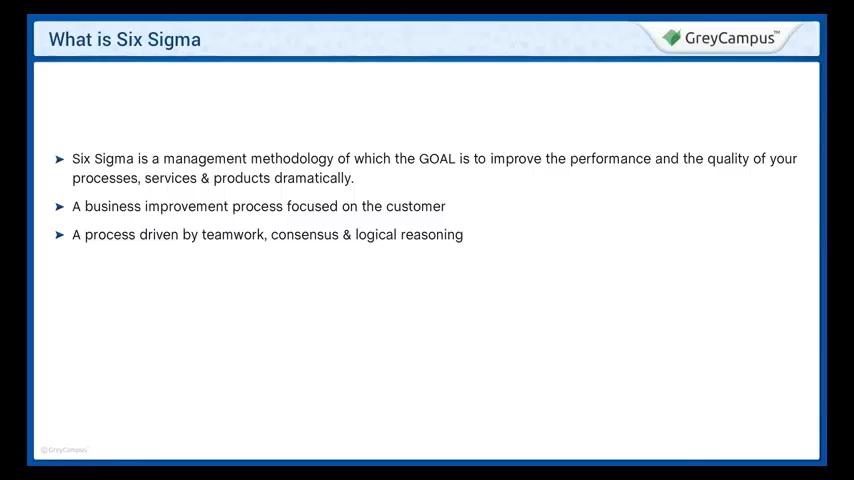 What is Six Sigma
GreyCampus™
➤ Six Sigma is a management methodology of which the GOAL is to improve the performance and the quality of your
processes, services & products dramatically.
➤ A business improvement process focused on the customer
➤ A process driven by teamwork, consensus & logical reasoning
©GreyCampus™